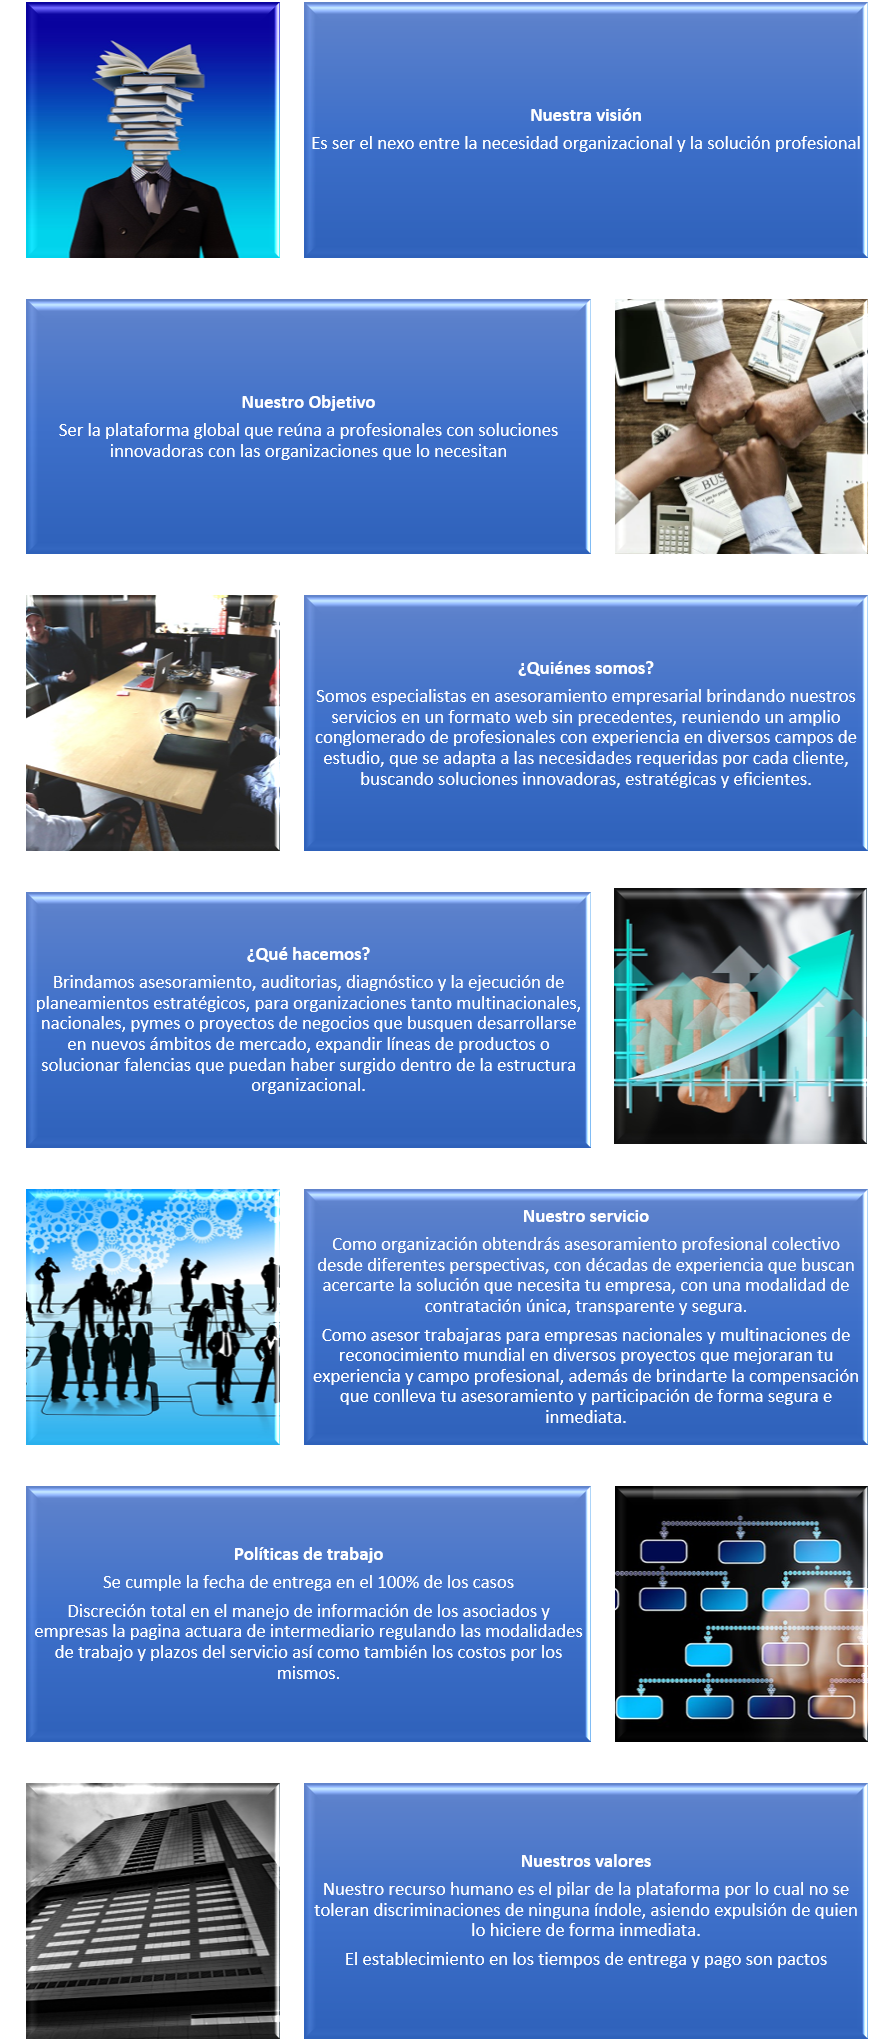 Nuestra visión
Es ser el nexo entre la necesidad organizacional y la solución profesional
Nuestro Objetivo
Ser la plataforma global que reúna a profesionales con soluciones
innovadoras con las organizaciones que lo necesitan
¿Quiénes somos?
Somos especialistas en asesoramiento empresarial brindando nuestros
servicios en un formato web sin precedentes, reuniendo un amplio
conglomerado de profesionales con experiencia en diversos campos de
estudio, que se adapta a las necesidades requeridas por cada cliente,
buscando soluciones innovadoras, estratégicas y eficientes.
¿Qué hacemos?
Brindamos asesoramiento, auditorias, diagnóstico y la ejecución de
planeamientos estratégicos, para organizaciones tanto multinacionales,
nacionales, pymes o proyectos de negocios que busquen desarrollarse
en nuevos ámbitos de mercado, expandir líneas de productos o
solucionar falencias que puedan haber surgido dentro de la estructura
organizacional.
Nuestro servicio
Como organización obtendrás asesoramiento profesional colectivo
desde diferentes perspectivas, con décadas de experiencia que buscan
acercarte la solución que necesita tu empresa, con una modalidad de
contratación única, transparente y segura.
Como asesor trabajaras para empresas nacionales y multinaciones de
reconocimiento mundial en diversos proyectos que mejoraran tu
experiencia y campo profesional, además de brindarte la compensación
que conlleva tu asesoramiento y participación de forma segura e
inmediata.
Políticas de trabajo
Se cumple la fecha de entrega en el 100% de los casos
Discreción total en el manejo de información de los asociados y
empresas la pagina actuara de intermediario regulando las modalidades
de trabajo y plazos del servicio así como también los costos por los
mismos.
Nuestros valores
Nuestro recurso humano es el pilar de la plataforma por lo cual no se
toleran discriminaciones de ninguna índole, asiendo expulsión de quien
lo hiciere de forma inmediata.
El establecimiento en los tiempos de entrega y pago son pactos